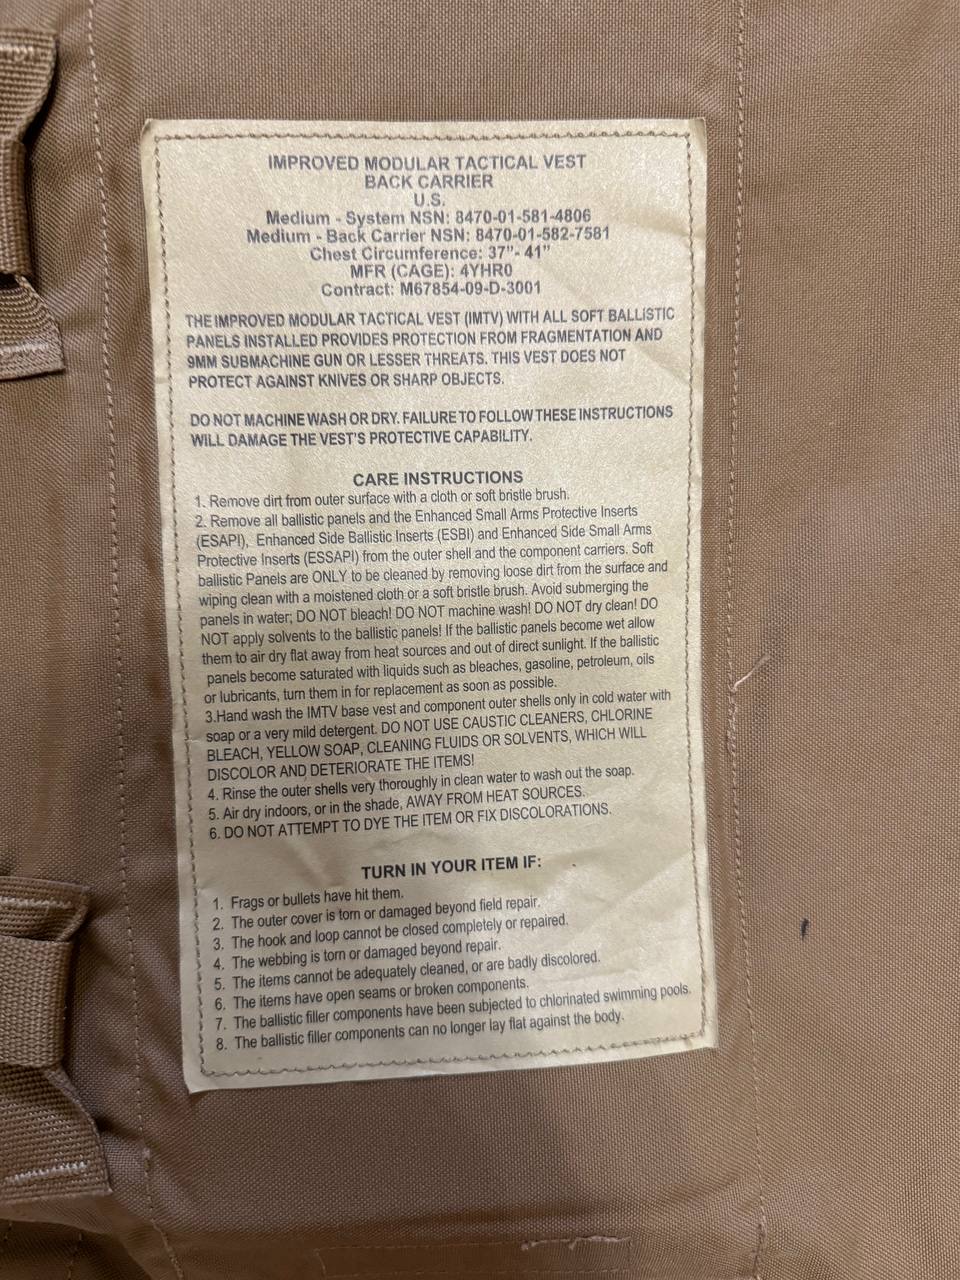 IMPROVED MODULAR TACTICAL VEST
BACK CARRIER
U.S.
Medium - System NSN: 8470-01-581-4806
Medium - Back Carrier NSN: 8470-01-582-7581
Chest Circumference: 37”- 41”
MFR (CAGE): 4YHR0
Contract: M67854-09-D-3001
THE IMPROVED MODULAR TACTICAL VEST (IMTV) WITH ALL SOFT BALLISTIC
PANELS INSTALLED PROVIDES PROTECTION FROM FRAGMENTATION AND
9MM SUBMACHINE GUN OR LESSER THREATS. THIS VEST DOES NOT
PROTECT AGAINST KNIVES OR SHARP OBJECTS.
DO NOT MACHINE WASH OR DRY. FAILURE TO FOLLOW THESE INSTRUCTIONS
WILL DAMAGE THE VEST'S PROTECTIVE CAPABILITY.
CARE INSTRUCTIONS
1. Remove dirt from outer surface with a cloth or soft bristle brush.
2. Remove all ballistic panels and the Enhanced Small Arms Protective Inserts
(ESAPI), Enhanced Side Ballistic Inserts (ESBI) and Enhanced Side Small Arms
Protective Inserts (ESSAPI) from the outer shell and the component carriers. Soft
ballistic Panels are ONLY to be cleaned by removing loose dirt from the surface and
wiping clean with a moistened cloth or a soft bristle brush. Avoid submerging the
panels in water; DO NOT bleach! DO NOT machine wash! DO NOT dry clean! DO
NOT apply solvents to the ballistic panels! If the ballistic panels become wet allow
them to air dry flat away from heat sources and out of direct sunlight. If the ballistic
panels become saturated with liquids such as bleaches, gasoline, petroleum, oils
or lubricants, turn them in for replacement as soon as possible.
3.Hand wash the IMTV base vest and component outer shells only in cold water with
soap or a very mild detergent. DO NOT USE CAUSTIC CLEANERS, CHLORINE
BLEACH, YELLOW SOAP, CLEANING FLUIDS OR SOLVENTS, WHICH WILL
DISCOLOR AND DETERIORATE THE ITEMS!
4. Rinse the outer shells very thoroughly in clean water to wash out the soap.
5. Air dry indoors, or in the shade, AWAY FROM HEAT SOURCES.
6. DO NOT ATTEMPT TO DYE THE ITEM OR FIX DISCOLORATIONS.
TURN IN YOUR ITEM IF:
1. Frags or bullets have hit them.
2. The outer cover is torn or damaged beyond field repair.
3. The hook and loop cannot be closed completely or repaired.
4. The webbing is torn or damaged beyond repair.
5. The items cannot be adequately cleaned, or are badly discolored.
6. The items have open seams or broken components.
7. The ballistic filler components have been subjected to chlorinated swimming pools.
8. The ballistic filler components can no longer lay flat against the body.